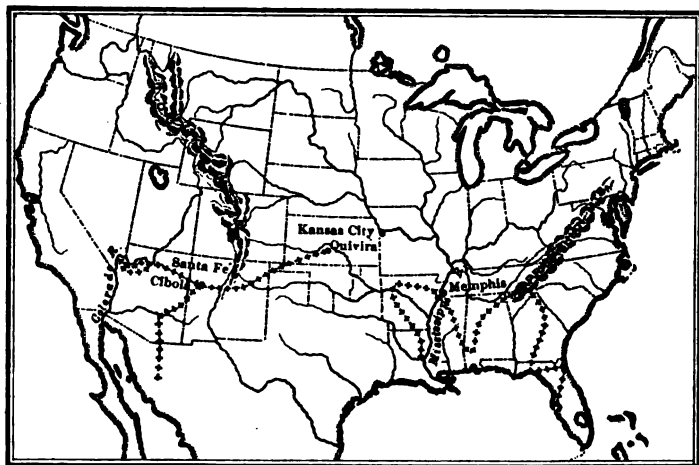 Kansas City
Quivira
Santa Fe
Cibola
Memphis
Colorado
Mississippi